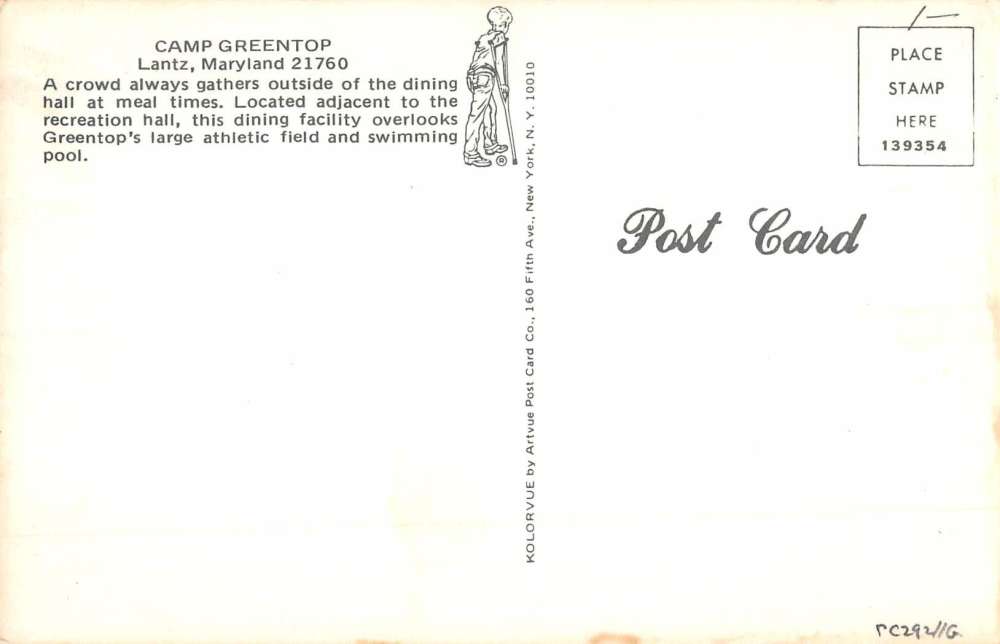 CAMP GREENTOP
Lantz, Maryland 21760
A crowd always gathers outside of the dining
hall at meal times. Located adjacent to the
recreation hall, this dining facility overlooks
Greentop's large athletic field and swimming
pool.
®
KOLORVUE by Artvue Post Card Co., 160 Fifth Ave., New York, N. Y. 10010
1—
PLACE
STAMP
HERE
139354
Post Card
PC29211G